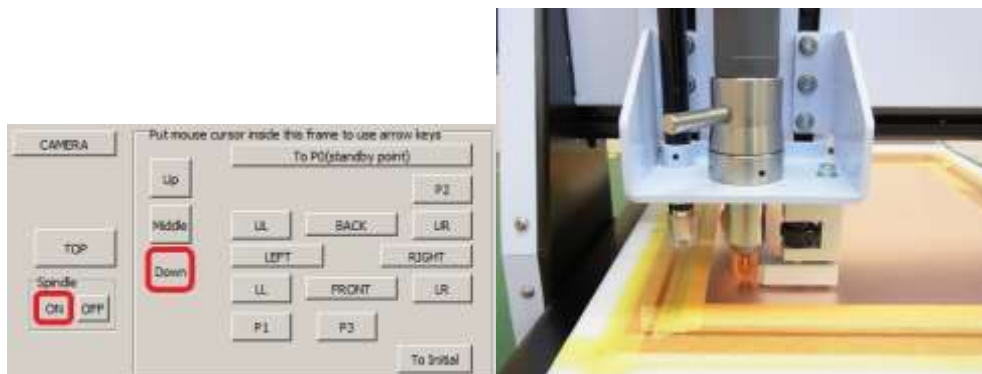 CAMERA
Put mouse cursor inside this frame to use arrow keys
To P0(standby point)
Up
P2
Middle
UL
BACK
UR
TOP
LEFT
RIGHT
Down
Spindle
LL
FRONT
LR
ON
OFF
P1
P3
To Initial